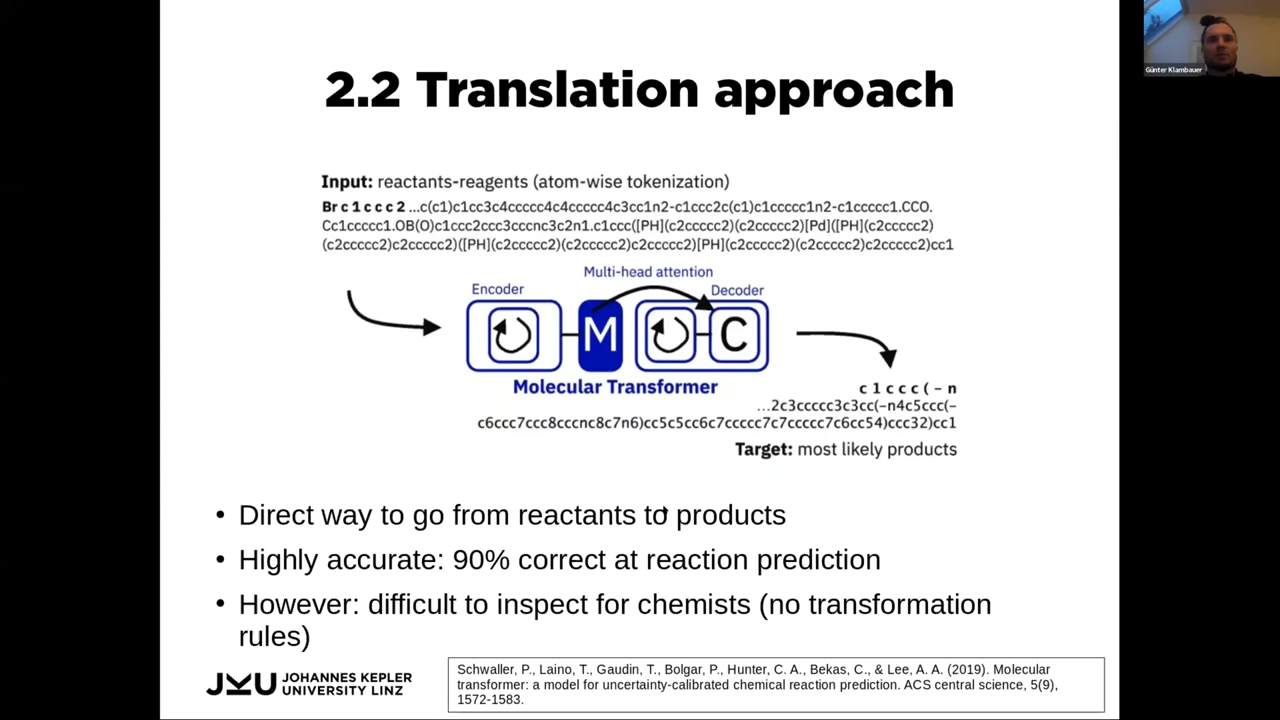 Günter Klambauer
2.2 Translation approach
Input: reactants-reagents (atom-wise tokenization)
Br c 1 c c c 2 ...c(c1)c1cc3c4ccccc4c4ccccc4c3cc1n2-c1ccc2c(c1)c1ccccc1n2-c1ccccc1.CCO.
Cc1ccccc1.OB(O)c1ccc2ccc3cccnc3c2n1.c1ccc([PH](c2ccccc2)(c2ccccc2)[Pd]([PH](c2ccccc2)
(c2ccccc2)c2ccccc2)([PH](c2ccccc2)(c2ccccc2)c2ccccc2)[PH](c2ccccc2)(c2ccccc2)c2ccccc2)cc1
Multi-head attention
Encoder
Decoder
M
C
Molecular Transformer
c 1 c c c ( – n
...2c3ccccc3c3cc(–n4c5ccc(–
c6ccc7ccc8cccnc8c7n6)cc5c5cc6c7ccccc7c7ccccc7c6cc54)ccc32)cc1
Target: most likely products
• Direct way to go from reactants to products
• Highly accurate: 90% correct at reaction prediction
• However: difficult to inspect for chemists (no transformation
rules)
JKU JOHANNES KEPLER
UNIVERSITY LINZ
Schwaller, P., Laino, T., Gaudin, T., Bolgar, P., Hunter, C. A., Bekas, C., & Lee, A. A. (2019). Molecular
transformer: a model for uncertainty-calibrated chemical reaction prediction. ACS central science, 5(9),
1572-1583.